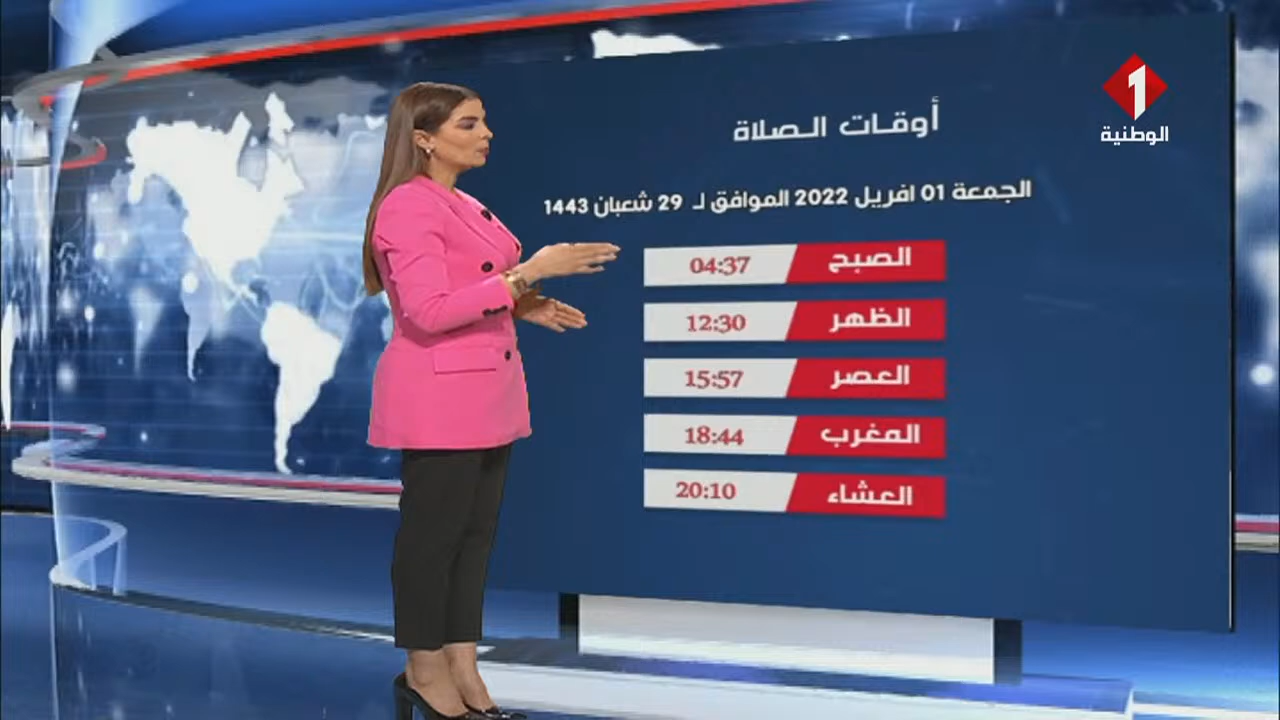 1
الوطنية
أوقات الصلاة
الجمعة 01 افريل 2022 الموافق لـ 29 شعبان 1443
الصبح 04:37
الظهر 12:30
العصر 15:57
المغرب 18:44
العشاء 20:10